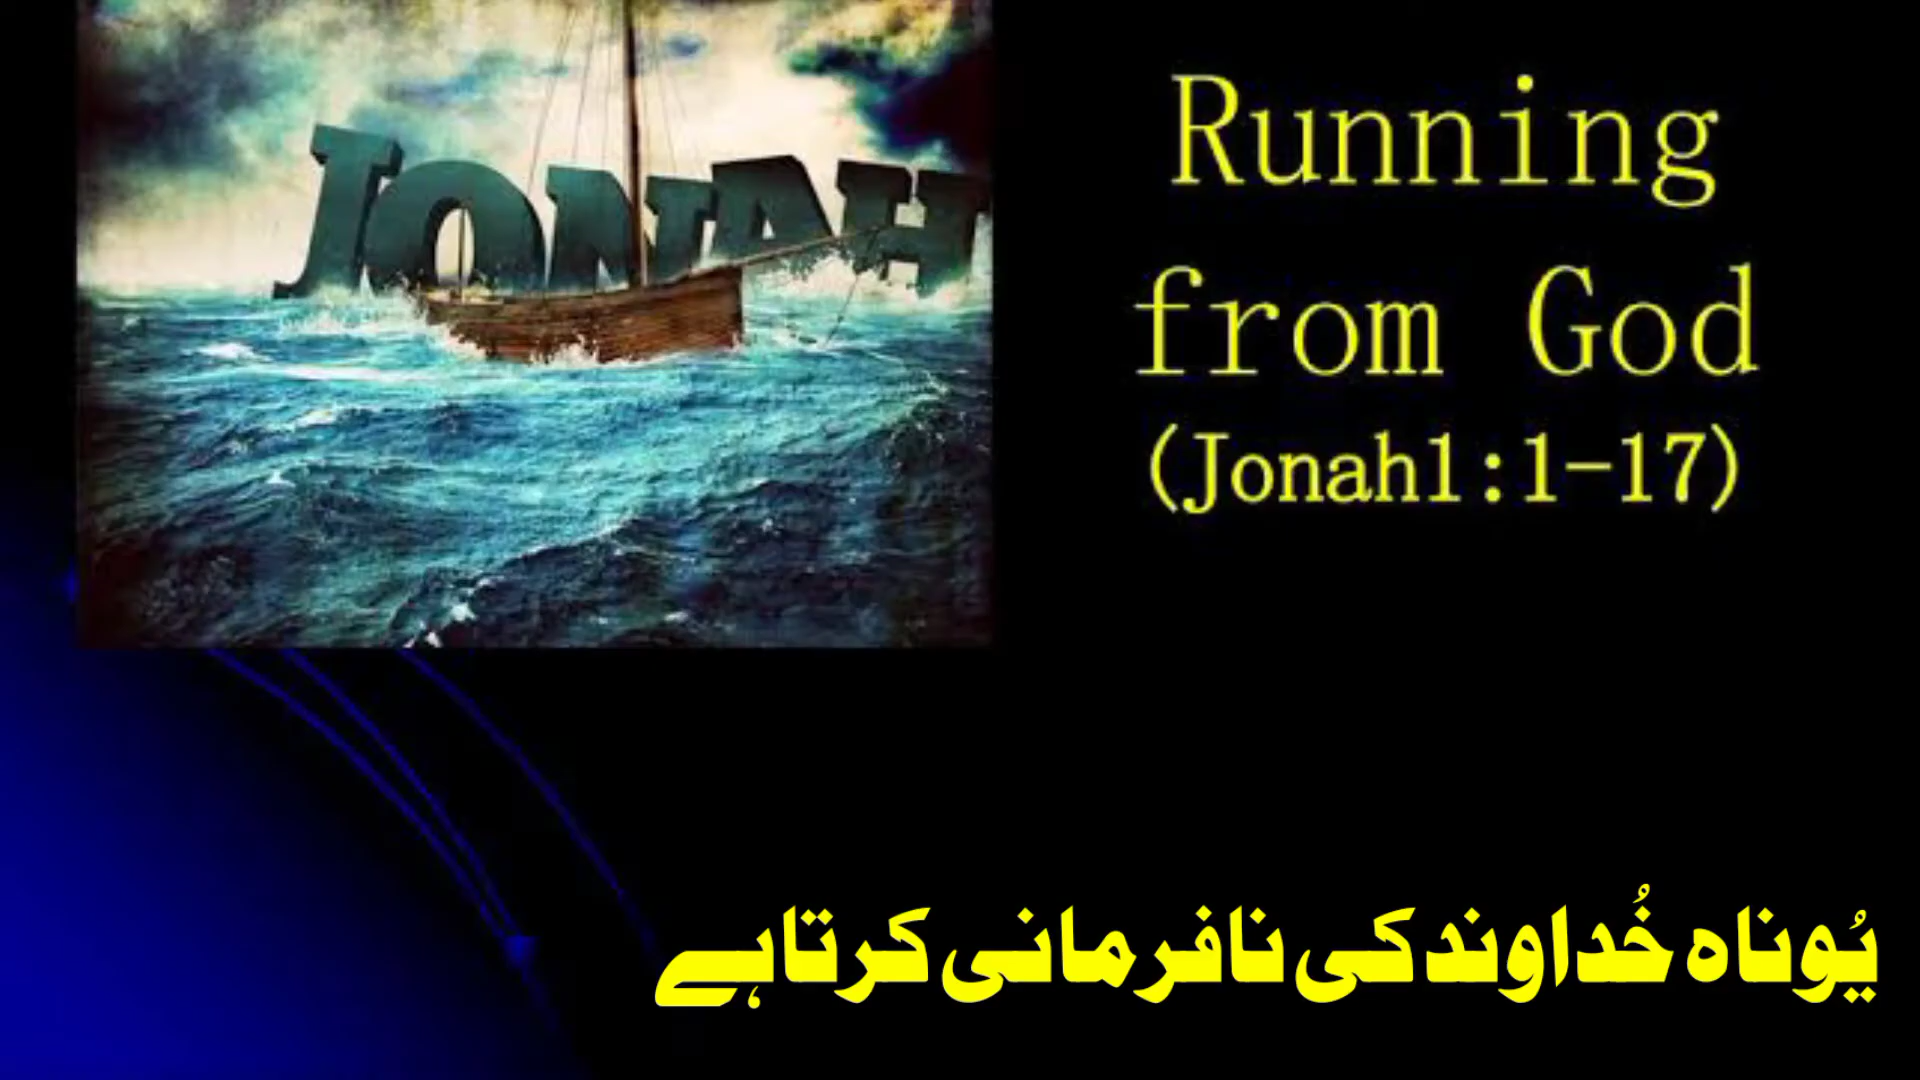 JONAH
Running
from God
(Jonah1:1-17)
یُوناہ خُداوند کی نافرمانی کرتا ہے